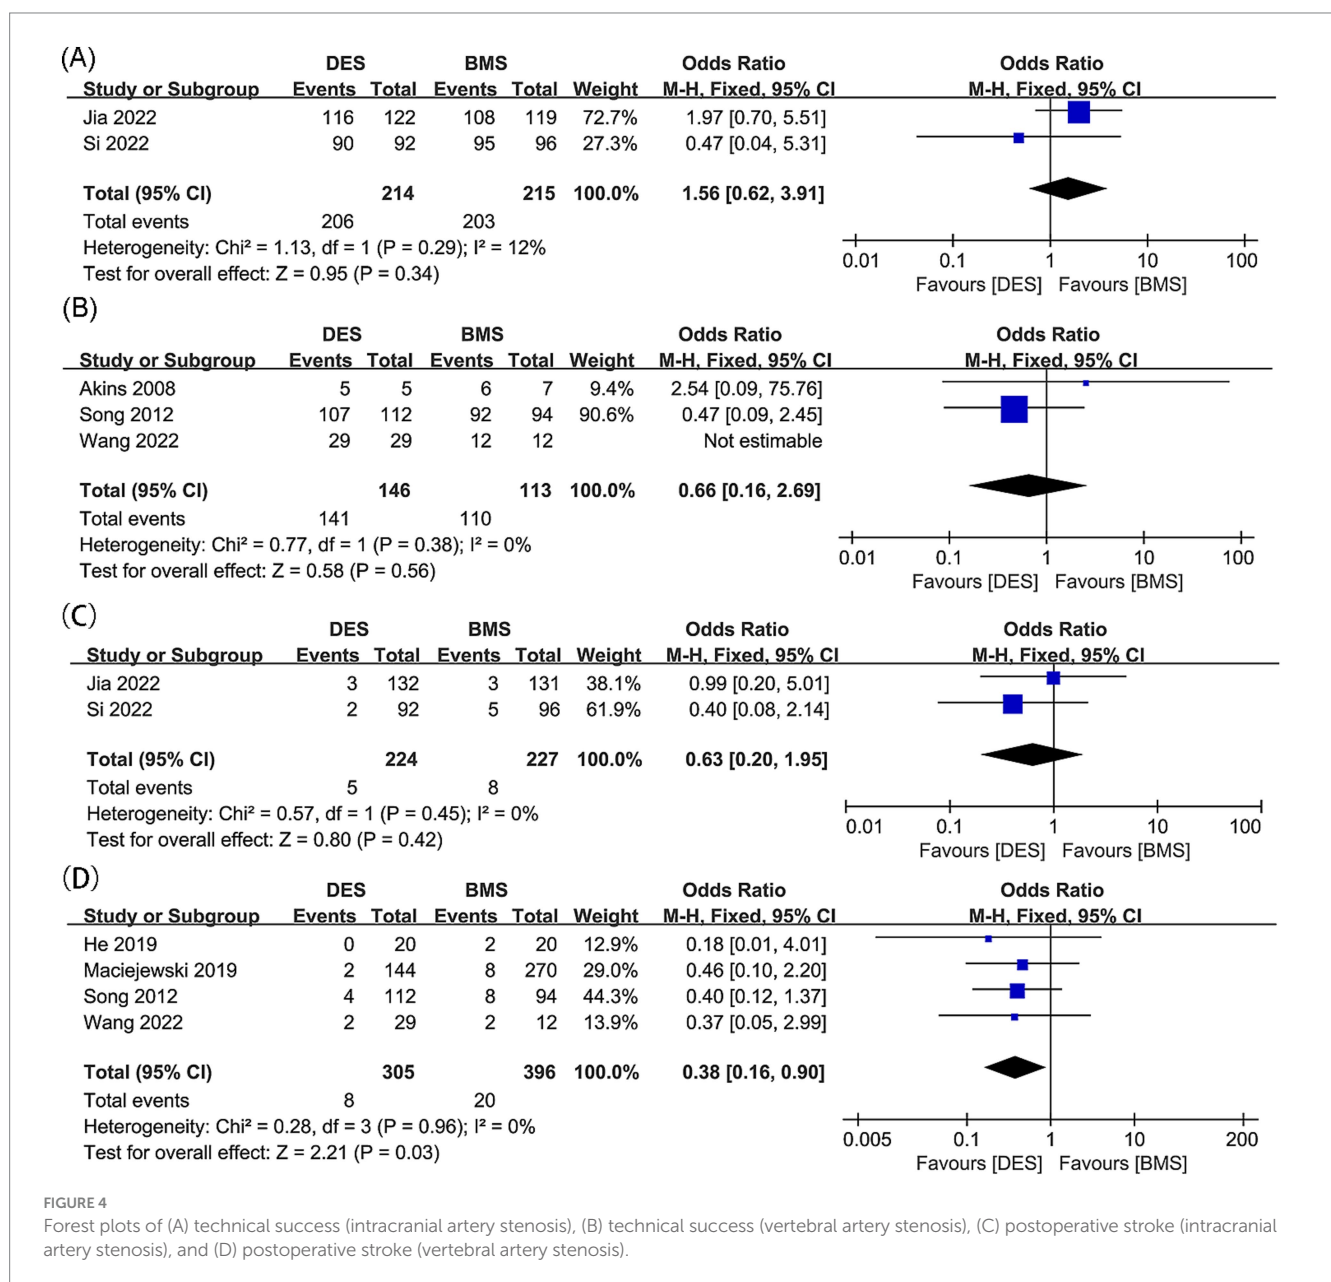 (A)
DES BMS Odds Ratio Odds Ratio
Study or Subgroup Events Total Events Total Weight M-H, Fixed, 95% CI M-H, Fixed, 95% CI
Jia 2022 116 122 108 119 72.7% 1.97 [0.70, 5.51]
Si 2022 90 92 95 96 27.3% 0.47 [0.04, 5.31]
Total (95% CI) 214 215 100.0% 1.56 [0.62, 3.91]
Total events 206 203
Heterogeneity: Chi² = 1.13, df = 1 (P = 0.29); I² = 12%
Test for overall effect: Z = 0.95 (P = 0.34)
0.01 0.1 1 10 100
Favours [DES] Favours [BMS]
(B)
DES BMS Odds Ratio Odds Ratio
Study or Subgroup Events Total Events Total Weight M-H, Fixed, 95% CI M-H, Fixed, 95% CI
Akins 2008 5 5 6 7 9.4% 2.54 [0.09, 75.76]
Song 2012 107 112 92 94 90.6% 0.47 [0.09, 2.45]
Wang 2022 29 29 12 12 Not estimable
Total (95% CI) 146 113 100.0% 0.66 [0.16, 2.69]
Total events 141 110
Heterogeneity: Chi² = 0.77, df = 1 (P = 0.38); I² = 0%
Test for overall effect: Z = 0.58 (P = 0.56)
0.01 0.1 1 10 100
Favours [DES] Favours [BMS]
(C)
DES BMS Odds Ratio Odds Ratio
Study or Subgroup Events Total Events Total Weight M-H, Fixed, 95% CI M-H, Fixed, 95% CI
Jia 2022 3 132 3 131 38.1% 0.99 [0.20, 5.01]
Si 2022 2 92 5 96 61.9% 0.40 [0.08, 2.14]
Total (95% CI) 224 227 100.0% 0.63 [0.20, 1.95]
Total events 5 8
Heterogeneity: Chi² = 0.57, df = 1 (P = 0.45); I² = 0%
Test for overall effect: Z = 0.80 (P = 0.42)
0.01 0.1 1 10 100
Favours [DES] Favours [BMS]
(D)
DES BMS Odds Ratio Odds Ratio
Study or Subgroup Events Total Events Total Weight M-H, Fixed, 95% CI M-H, Fixed, 95% CI
He 2019 0 20 2 20 12.9% 0.18 [0.01, 4.01]
Maciejewski 2019 2 144 8 270 29.0% 0.46 [0.10, 2.20]
Song 2012 4 112 8 94 44.3% 0.40 [0.12, 1.37]
Wang 2022 2 29 2 12 13.9% 0.37 [0.05, 2.99]
Total (95% CI) 305 396 100.0% 0.38 [0.16, 0.90]
Total events 8 20
Heterogeneity: Chi² = 0.28, df = 3 (P = 0.96); I² = 0%
Test for overall effect: Z = 2.21 (P = 0.03)
0.005 0.1 1 10 200
Favours [DES] Favours [BMS]
FIGURE 4
Forest plots of (A) technical success (intracranial artery stenosis), (B) technical success (vertebral artery stenosis), (C) postoperative stroke (intracranial
artery stenosis), and (D) postoperative stroke (vertebral artery stenosis).